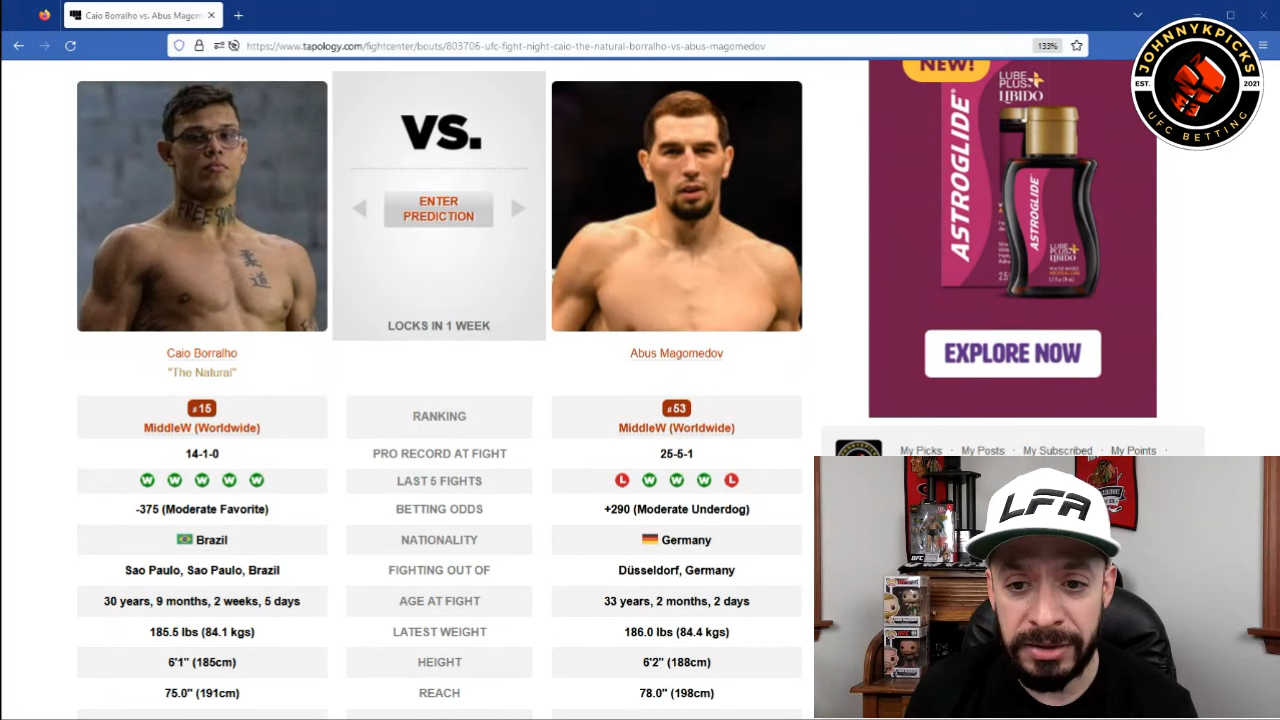 Caio Borralho vs. Abus Magom
https://www.tapology.com/fightcenter/bouts/803706-ufc-fight-night-caio-the-natural-borralho-vs-abus-magomedov
133%
JOHNNYKPICKS
EST. 2021
UFC BETTING
NEW!
LUBE
PLUS+
LIBIDO
ASTROGLIDE
ASTROGLIDE
LUBE
PLUS+
LIBIDO
EXPLORE NOW
VS.
ENTER
PREDICTION
LOCKS IN 1 WEEK
Caio Borralho
"The Natural"
Abus Magomedov
#15 RANKING #53
MiddleW (Worldwide) MiddleW (Worldwide)
14-1-0 PRO RECORD AT FIGHT 25-5-1
W W W W W LAST 5 FIGHTS L W W W L
-375 (Moderate Favorite) BETTING ODDS +290 (Moderate Underdog)
Brazil NATIONALITY Germany
Sao Paulo, Sao Paulo, Brazil FIGHTING OUT OF Düsseldorf, Germany
30 years, 9 months, 2 weeks, 5 days AGE AT FIGHT 33 years, 2 months, 2 days
185.5 lbs (84.1 kgs) LATEST WEIGHT 186.0 lbs (84.4 kgs)
6'1" (185cm) HEIGHT 6'2" (188cm)
75.0" (191cm) REACH 78.0" (198cm)
My Picks · My Posts · My Subscribed · My Points ·
LFA